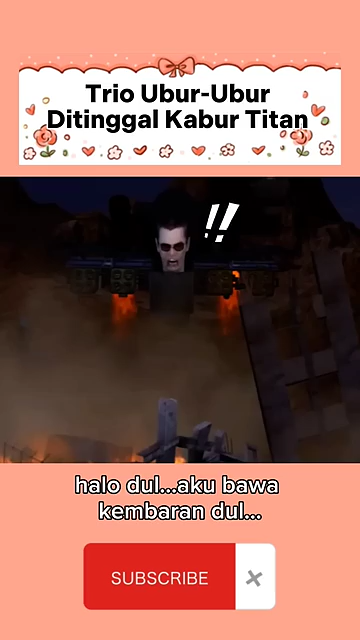 Trio Ubur-Ubur
Ditinggal Kabur Titan
!!
halo dul...aku bawa
kembaran dul...
SUBSCRIBE